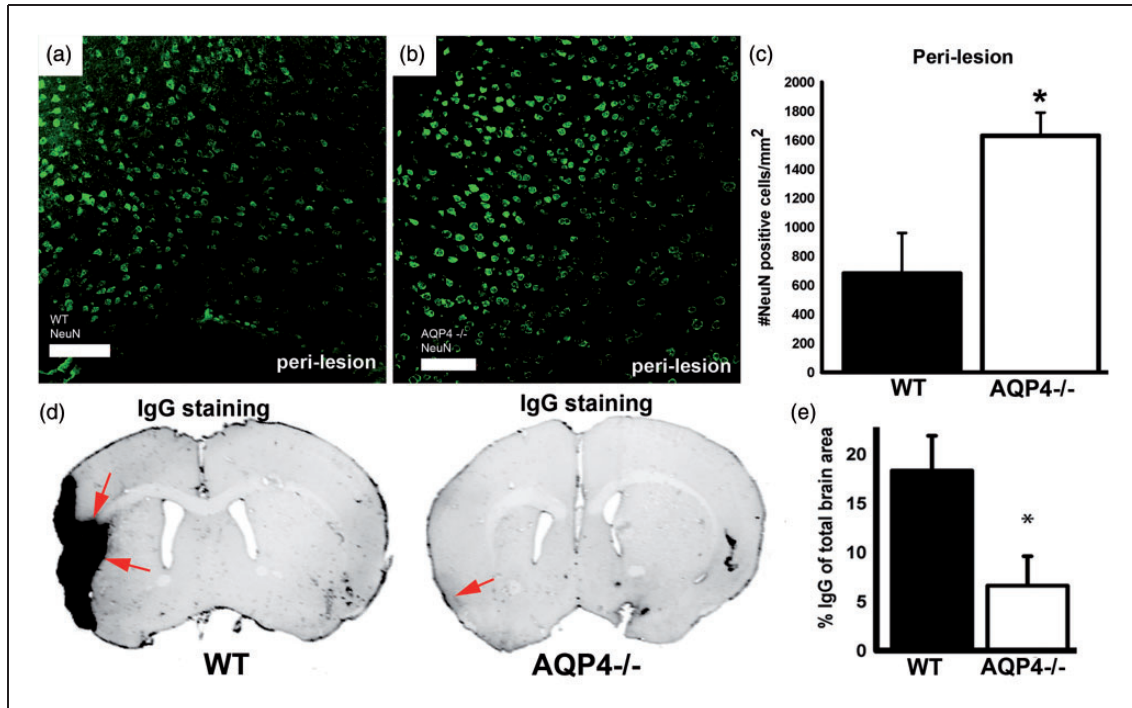 (a)
WT
NeuN
peri-lesion
(b)
AQP4 -/-
NeuN
peri-lesion
(c)
Peri-lesion
#NeuN positive cells/mm²
2000
1800
1600
1400
1200
1000
800
600
400
200
0
*
WT
AQP4-/-
(d)
IgG staining
WT
IgG staining
AQP4-/-
(e)
% IgG of total brain area
20
15
10
5
0
*
WT
AQP4-/-